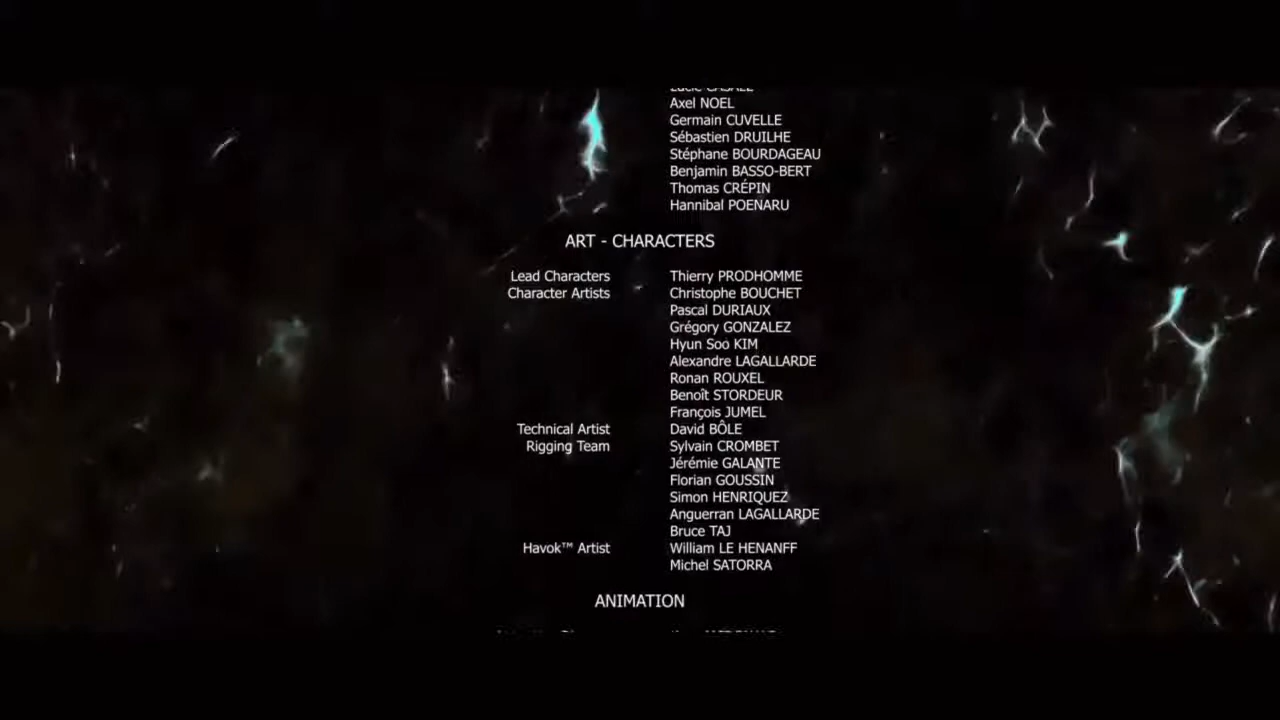 Axel NOEL
Germain CUVELLE
Sébastien DRUILHE
Stéphane BOURDAGEAU
Benjamin BASSO-BERT
Thomas CRÉPIN
Hannibal POENARU
ART - CHARACTERS
Lead Characters Thierry PRODHOMME
Character Artists Christophe BOUCHET
Pascal DURIAUX
Grégory GONZALEZ
Hyun Soo KIM
Alexandre LAGALLARDE
Ronan ROUXEL
Benoît STORDEUR
François JUMEL
Technical Artist David BÔLE
Rigging Team Sylvain CROMBET
Jérémie GALANTE
Florian GOUSSIN
Simon HENRIQUEZ
Anguerran LAGALLARDE
Bruce TAJ
Havok™ Artist William LE HENANFF
Michel SATORRA
ANIMATION